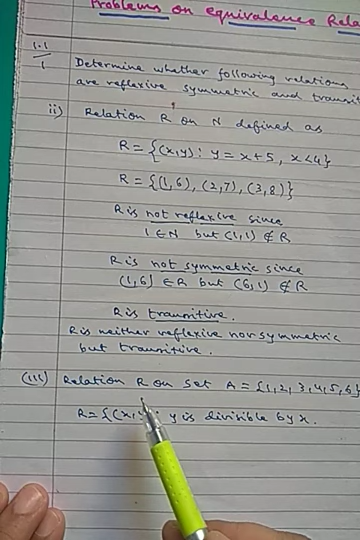 Problems on equivalence Rela
1.1
1
Determine whether following relations
are reflexive symmetric and transit
ii) Relation R on N defined as
R = {(x,y) : y = x+5, x<4}
R = {(1,6), (2,7), (3,8)}
R is not reflexive since
1 ∈ N but (1,1) ∉ R
R is not symmetric since
(1,6) ∈ R but (6,1) ∉ R
R is transitive.
R is neither reflexive nor symmetric
but transitive.
(iii) Relation R on set A = {1,2,3,4,5,6}
R = {(x, : y is divisible by x.